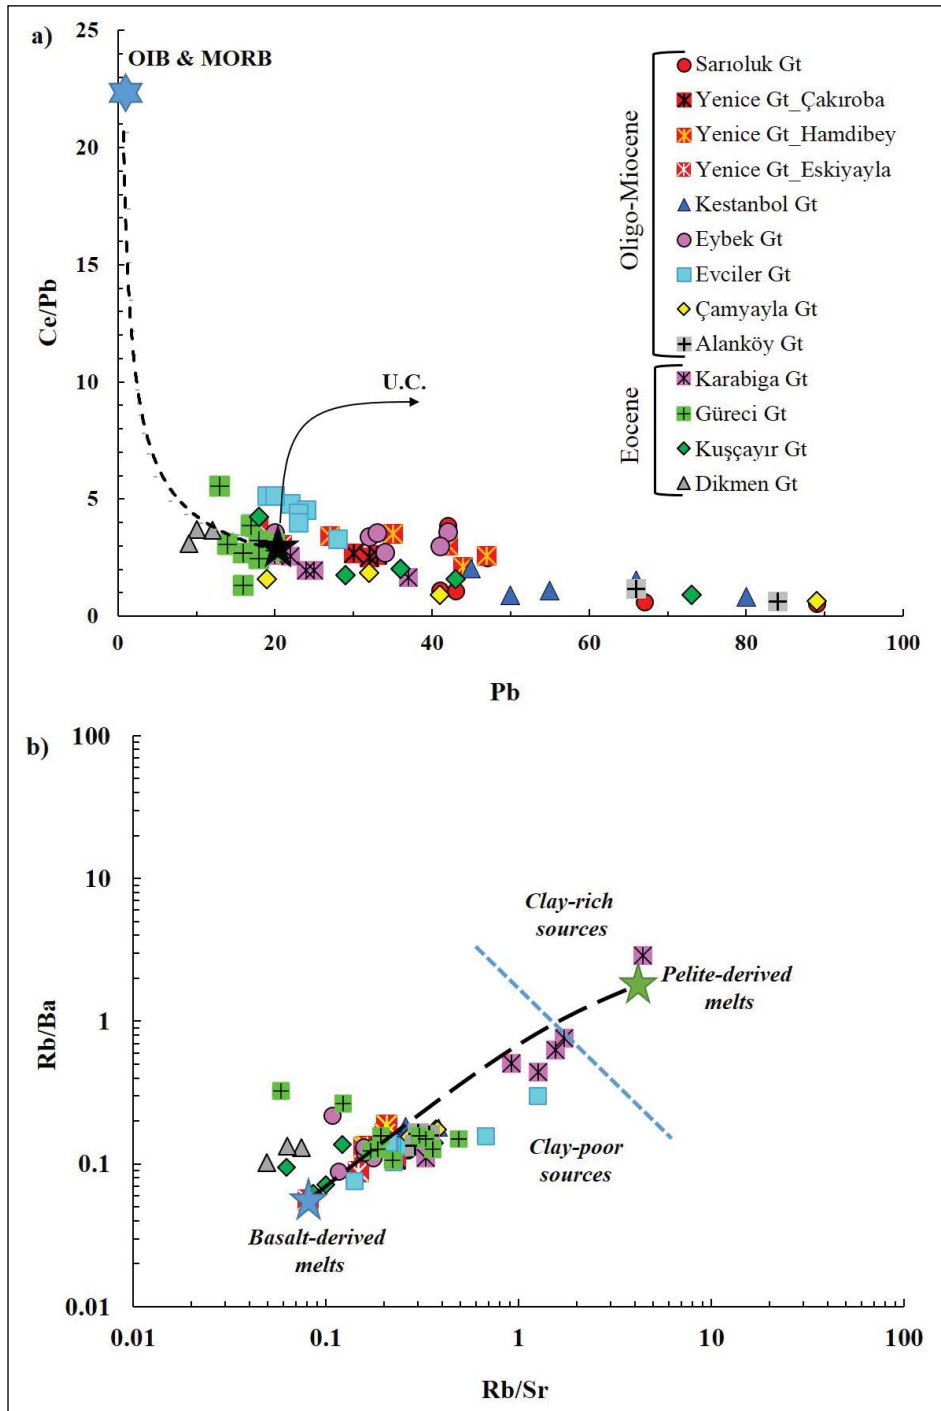 a)
25
20
15
10
5
0
Ce/Pb
OIB & MORB
U.C.
0
20
40
60
80
100
Pb
Oligo-Miocene
Sarıoluk Gt
Yenice Gt_Çakıroba
Yenice Gt_Hamdibey
Yenice Gt_Eskiyayla
Kestanbol Gt
Eybek Gt
Evciler Gt
Çamyayla Gt
Alanköy Gt
Eocene
Karabiga Gt
Güreci Gt
Kuşçayır Gt
Dikmen Gt
b)
100
10
1
0.1
0.01
Rb/Ba
Clay-rich
sources
Pelite-derived
melts
Clay-poor
sources
Basalt-derived
melts
0.01
0.1
1
10
100
Rb/Sr